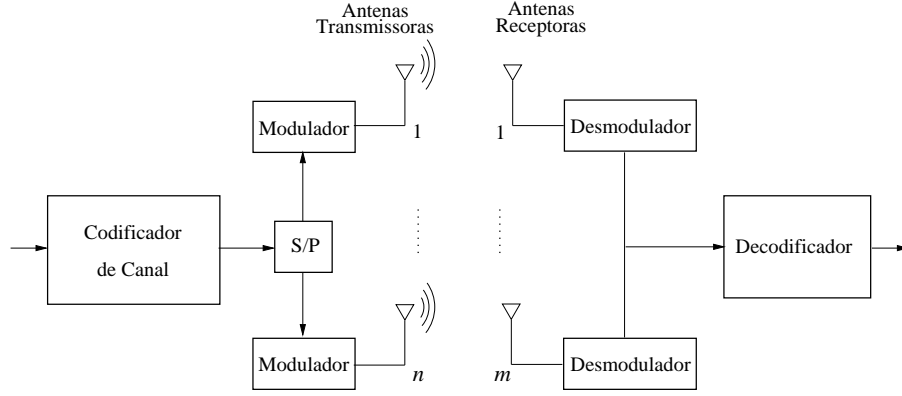 Antenas
Transmissoras
Antenas
Receptoras
Modulador
1
1
Desmodulador
Codificador
de Canal
S/P
Decodificador
Modulador
n
m
Desmodulador